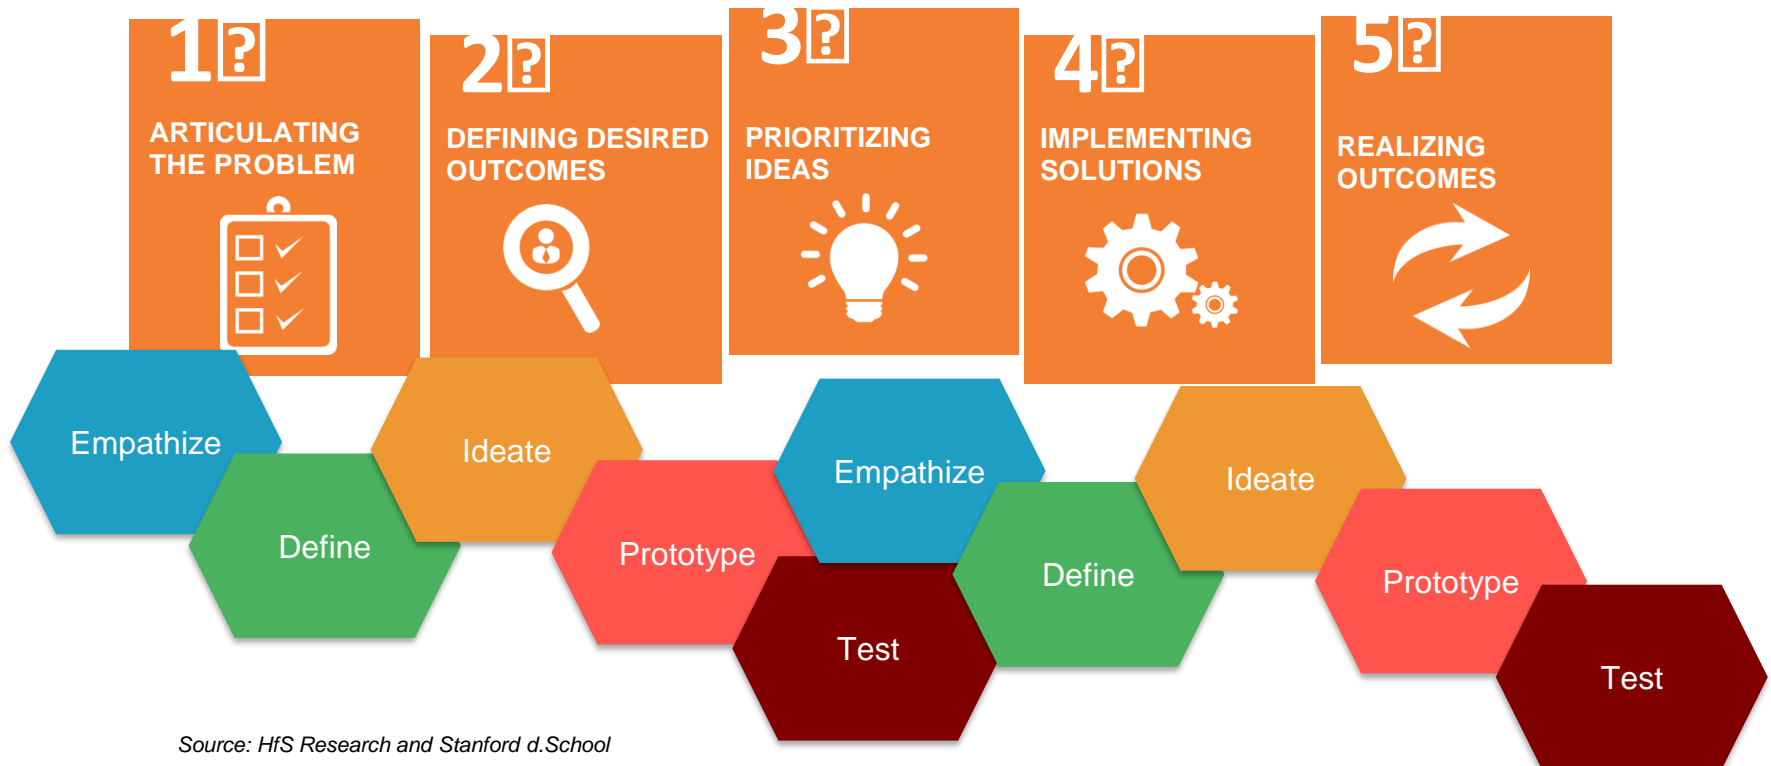 1
ARTICULATING
THE PROBLEM
2
DEFINING DESIRED
OUTCOMES
3
PRIORITIZING
IDEAS
4
IMPLEMENTING
SOLUTIONS
5
REALIZING
OUTCOMES
Empathize
Define
Ideate
Prototype
Test
Empathize
Define
Ideate
Prototype
Test
Source: HfS Research and Stanford d.School